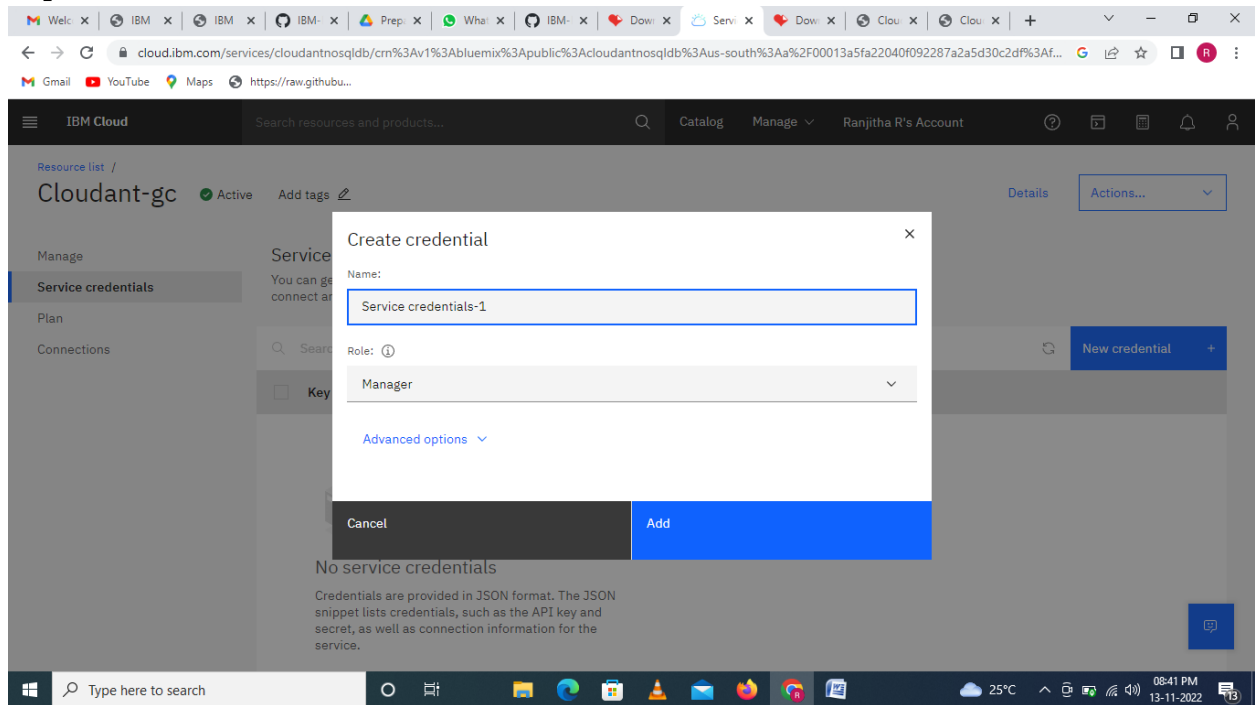 Welc
IBM
IBM
IBM-
Prep
What
IBM-
Dow
Servi
Dow
Clou
Clou
cloud.ibm.com/services/cloudantnosqldb/crn%3Av1%3Abluemix%3Apublic%3Acloudantnosqldb%3Aus-south%3Aa%2F00013a5fa22040f092287a2a5d30c2df%3Af...
R
Gmail
YouTube
Maps
https://raw.githubu...
IBM Cloud
Search resources and products...
Catalog
Manage
Ranjitha R's Account
Resource list /
Cloudant-gc
Active
Add tags
Details
Actions...
Manage
Service credentials
Plan
Connections
Service
You can ge
connect an
Searc
New credential +
Key
Create credential
Name:
Service credentials-1
Role:
Manager
Advanced options
Cancel
Add
No service credentials
Credentials are provided in JSON format. The JSON
snippet lists credentials, such as the API key and
secret, as well as connection information for the
service.
Type here to search
25°C
08:41 PM
13-11-2022
13